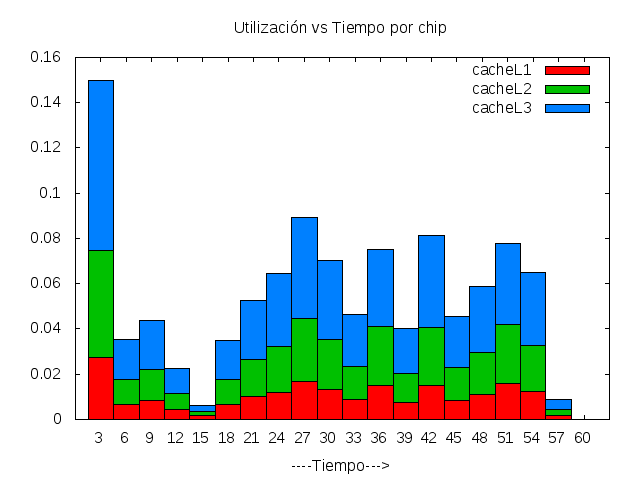 Utilización vs Tiempo por chip
0.16
0.14
0.12
0.1
0.08
0.06
0.04
0.02
0
cacheL1
cacheL2
cacheL3
3 6 9 12 15 18 21 24 27 30 33 36 39 42 45 48 51 54 57 60
----Tiempo--->